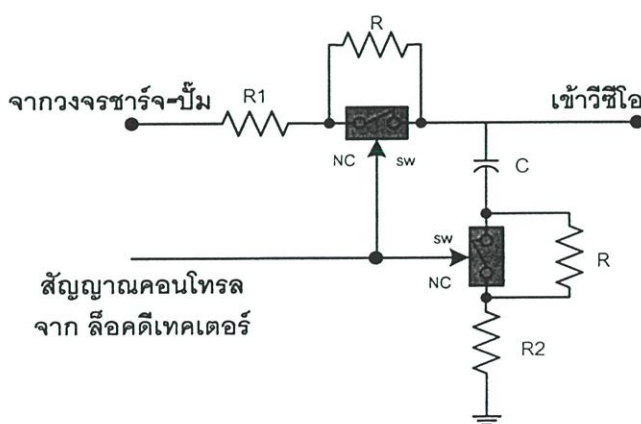 R
จากวงจรชาร์จ-ปั๊ม
R1
เข้าวีซีโอ
NC
sw
C
sw
NC
R
สัญญาณคอนโทรล
จาก ล็อคดีเทคเตอร์
R2